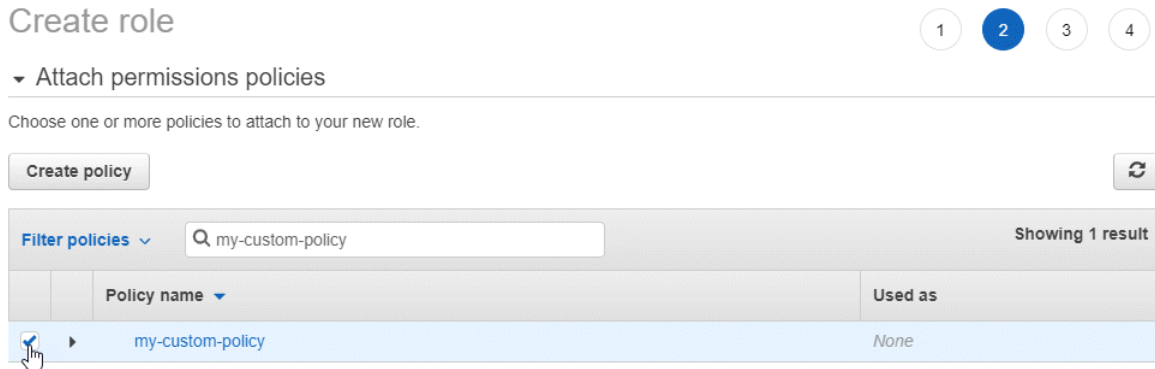 Create role
1 2 3 4
Attach permissions policies
Choose one or more policies to attach to your new role.
Create policy
Filter policies my-custom-policy Showing 1 result
Policy name Used as
my-custom-policy None